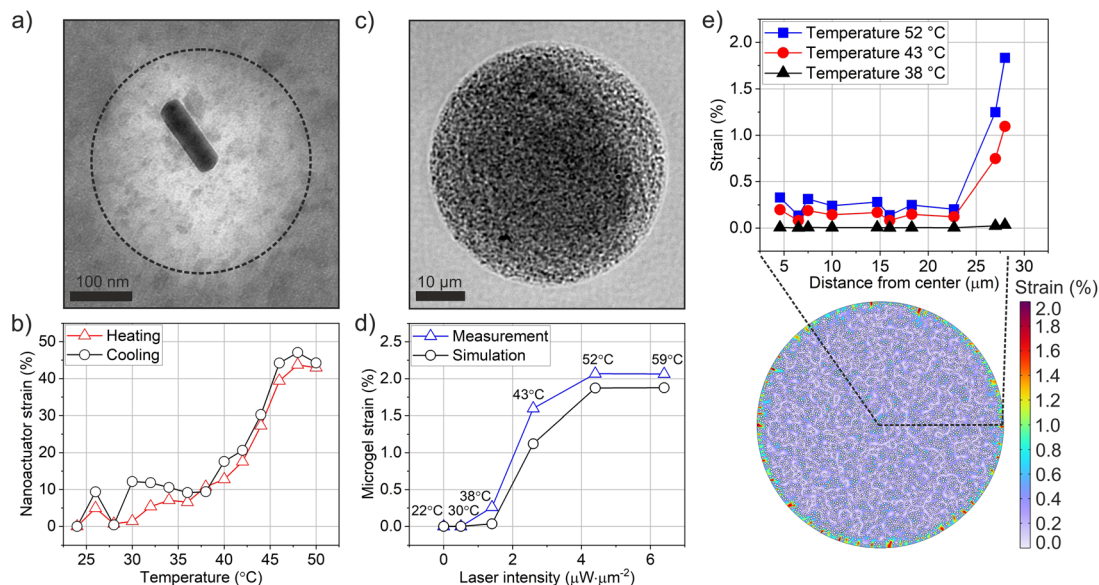 a)
100 nm
c)
10 µm
e)
Temperature 52 °C
Temperature 43 °C
Temperature 38 °C
2.0
1.5
1.0
0.5
0.0
Strain (%)
5 10 15 20 25 30
Distance from center (µm)
b)
Heating
Cooling
50
40
30
20
10
0
Nanoactuator strain (%)
25 30 35 40 45 50
Temperature (°C)
d)
Measurement
Simulation
2.0
1.5
1.0
0.5
0.0
Microgel strain (%)
22°C
30°C
38°C
43°C
52°C
59°C
0 2 4 6
Laser intensity (µW·µm⁻²)
Strain (%)
2.0
1.8
1.6
1.4
1.2
1.0
0.8
0.6
0.4
0.2
0.0